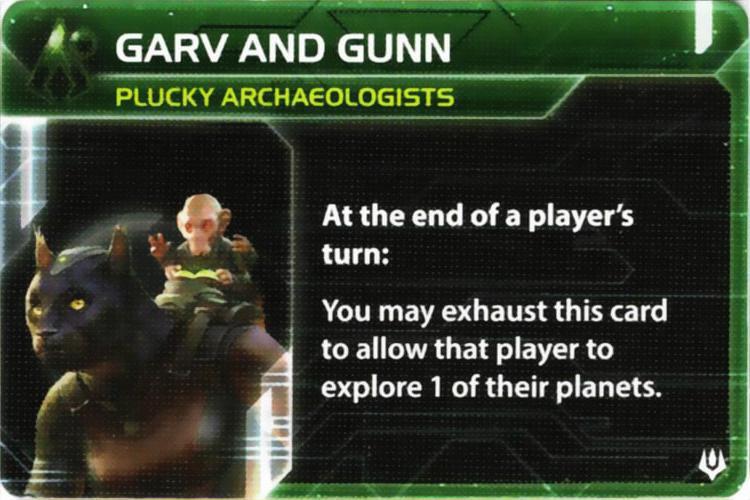 GARV AND GUNN
PLUCKY ARCHAEOLOGISTS
At the end of a player's
turn:
You may exhaust this card
to allow that player to
explore 1 of their planets.